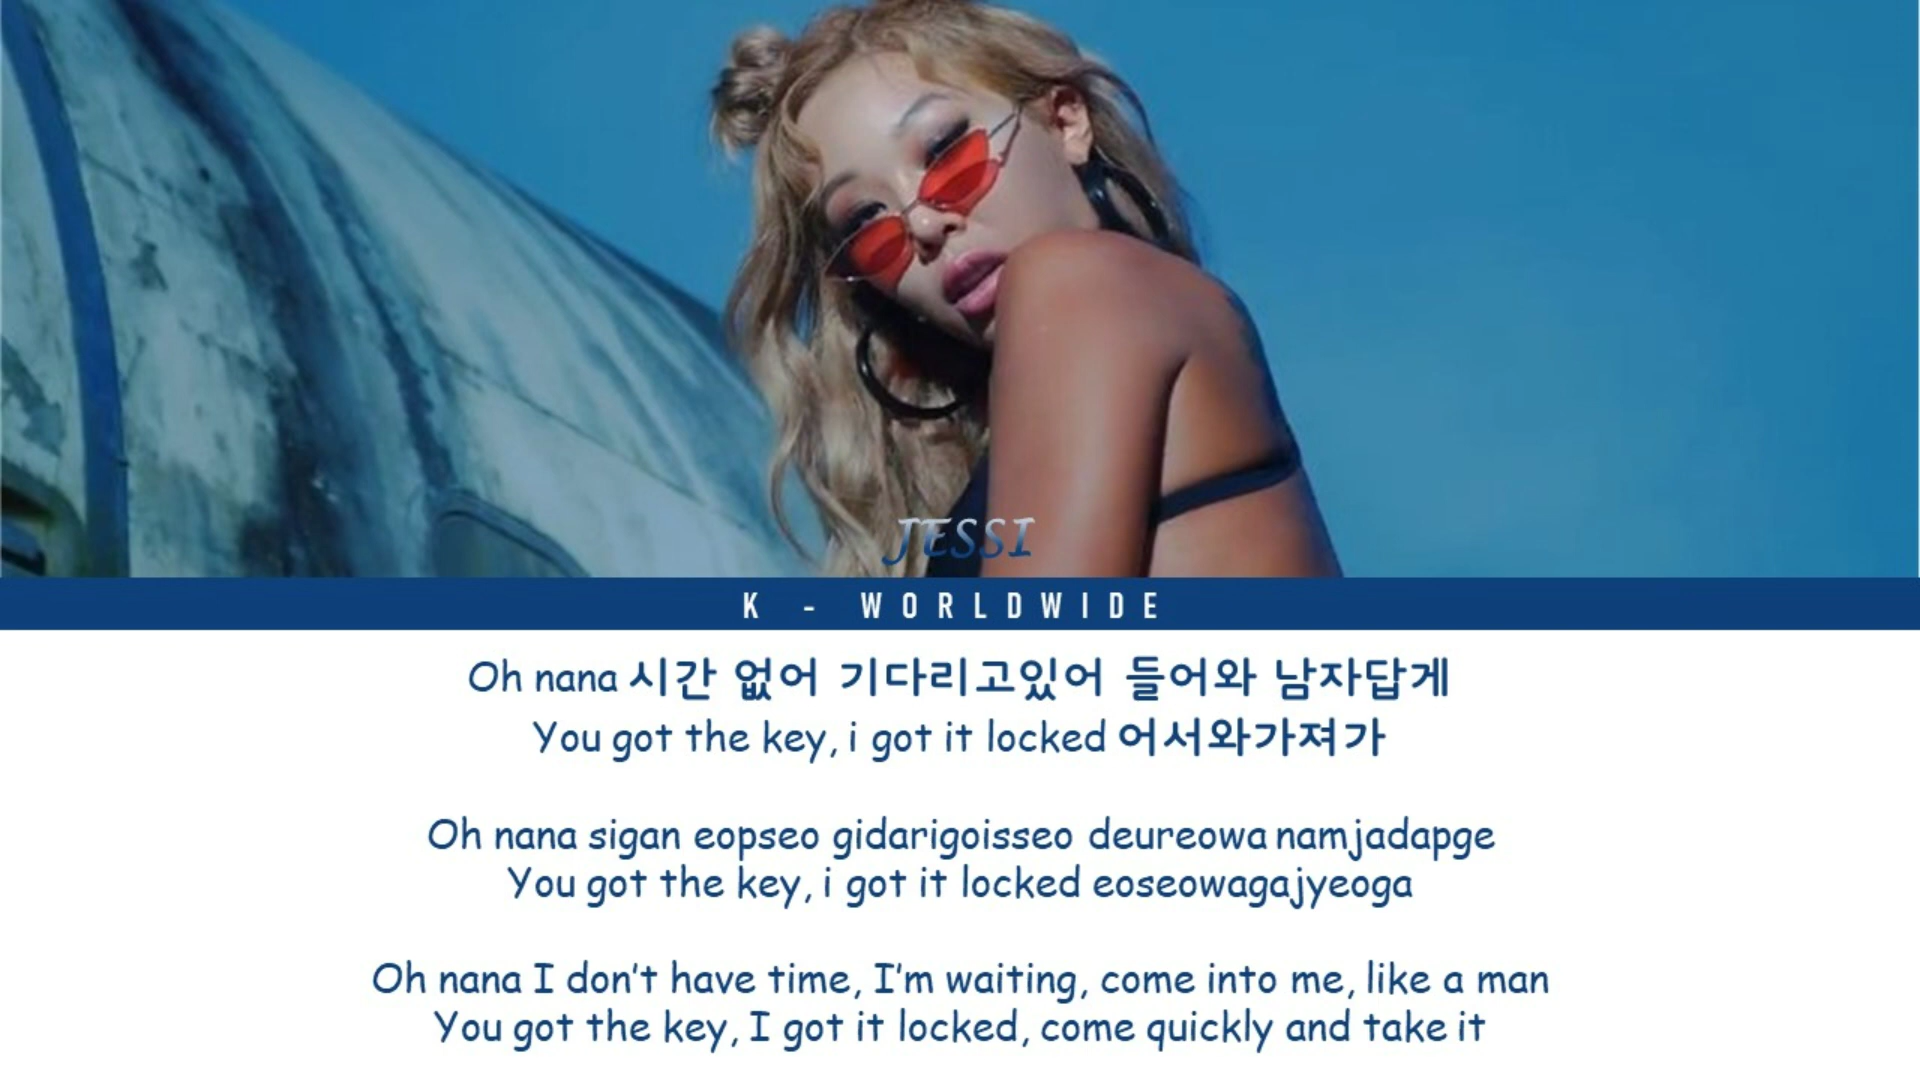 JESSI
K - WORLDWIDE
Oh nana 시간 없어 기다리고있어 들어와 남자답게
You got the key, i got it locked 어서와가져가
Oh nana sigan eopseo gidarigoisseo deureowa namjadapge
You got the key, i got it locked eoseowagajyeoga
Oh nana I don't have time, I'm waiting, come into me, like a man
You got the key, I got it locked, come quickly and take it